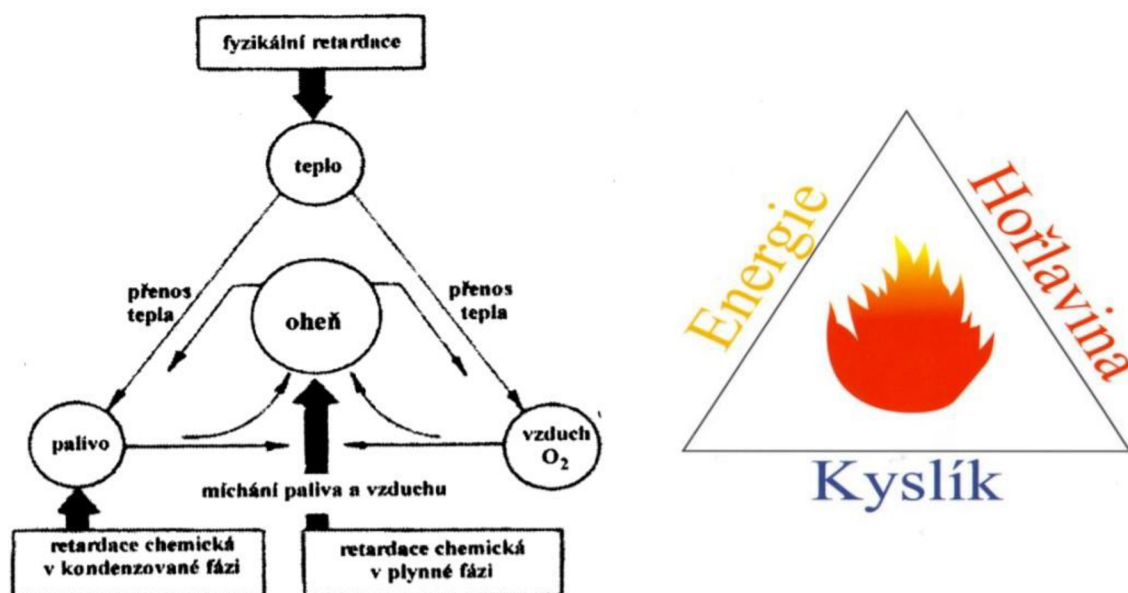 fyzikální retardace
teplo
přenos
tepla
přenos
tepla
oheň
palivo
vzduch
O₂
míchání paliva a vzduchu
retardace chemická
v kondenzované fázi
retardace chemická
v plynné fázi
Energie
Hořlavina
Kyslík